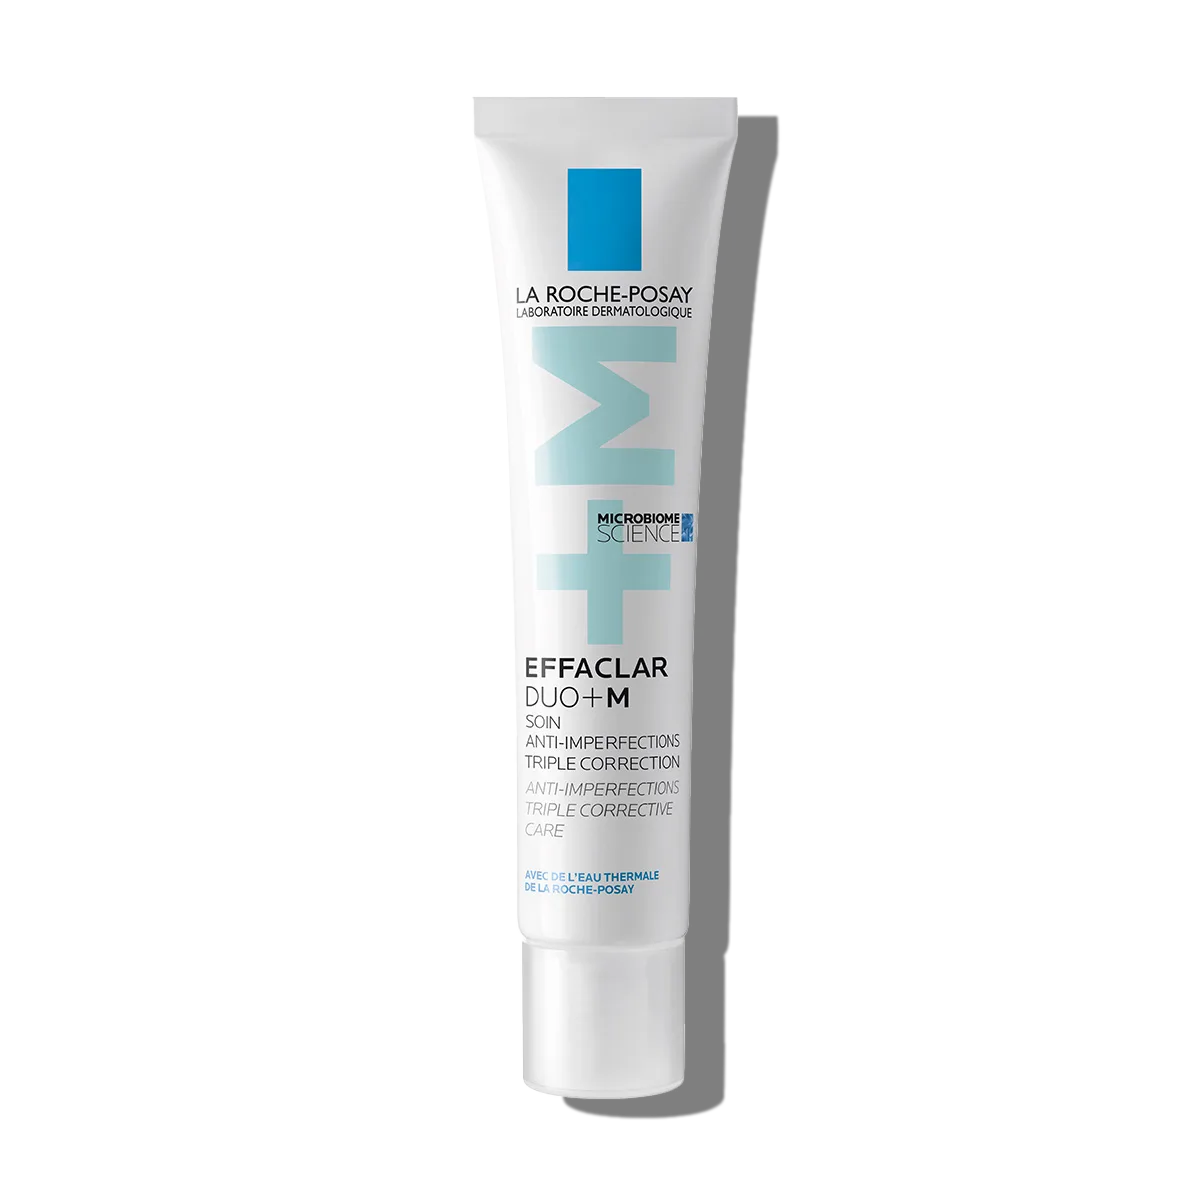 LA ROCHE-POSAY
LABORATOIRE DERMATOLOGIQUE
+M
MICROBIOME
SCIENCE
EFFACLAR
DUO+M
SOIN
ANTI-IMPERFECTIONS
TRIPLE CORRECTION
ANTI-IMPERFECTIONS
TRIPLE CORRECTIVE
CARE
AVEC DE L'EAU THERMALE
DE LA ROCHE-POSAY